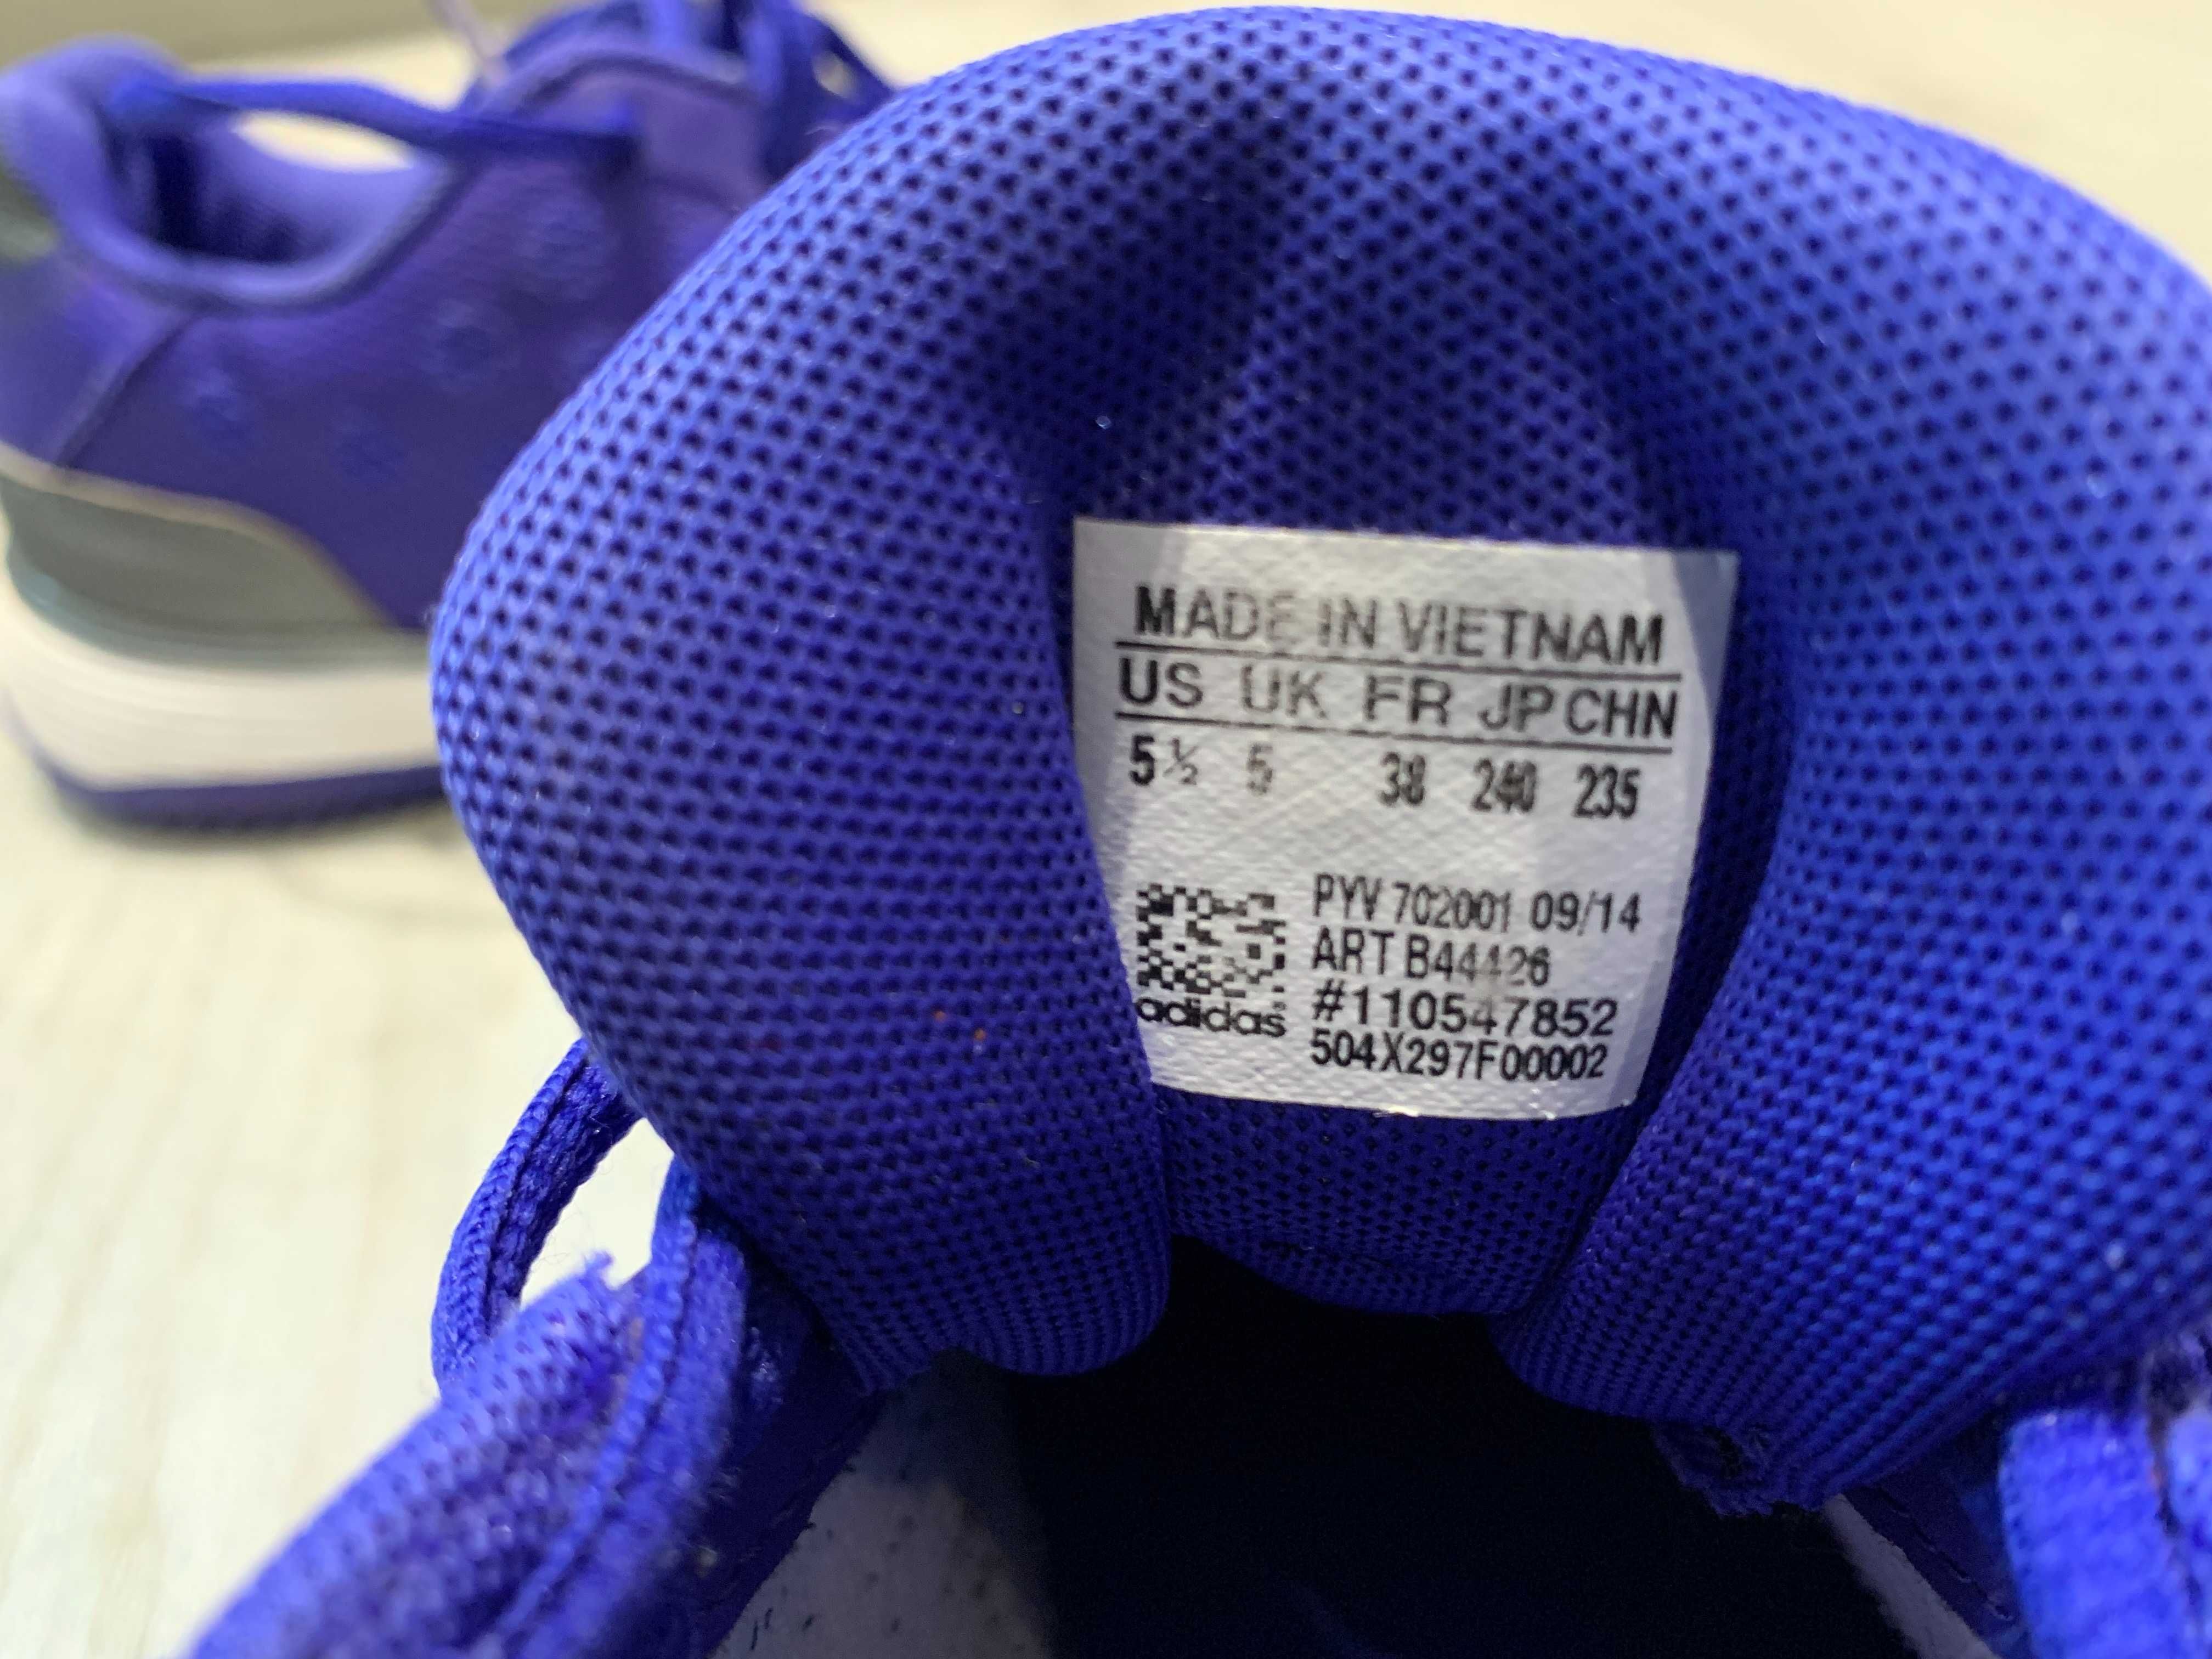 MADE IN VIETNAM
US UK FR JP CHN
5½ 5 38 240 235
PYV 702001 09/14
ART B44426
#110547852
504X297F00002
adidas